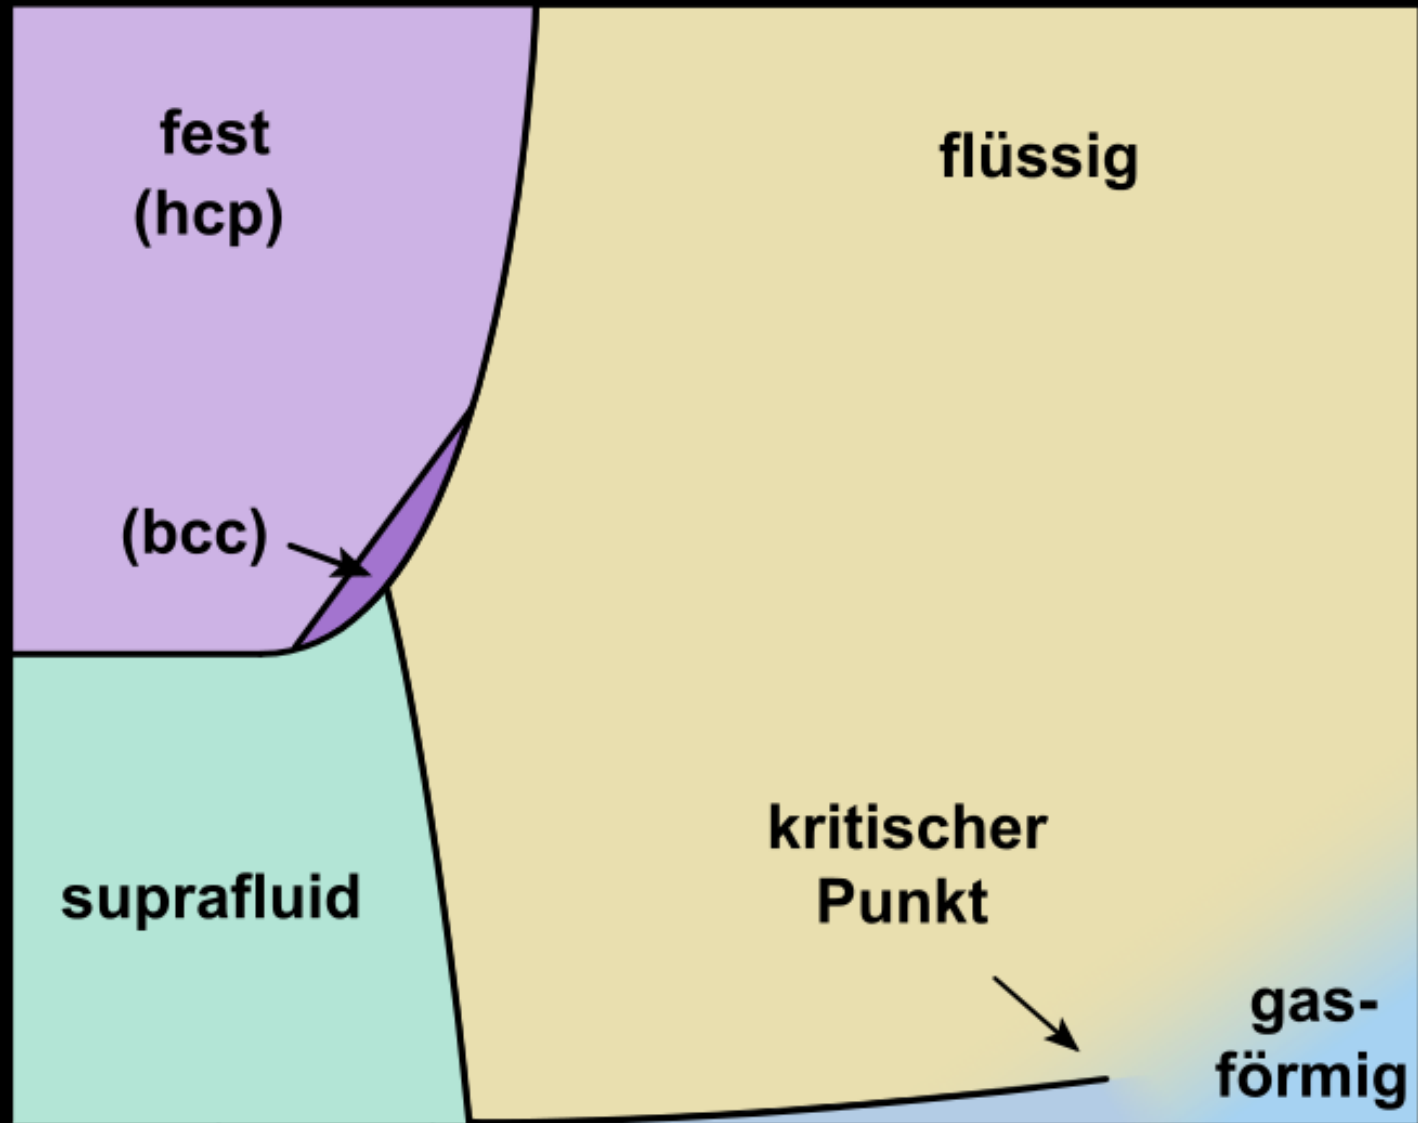 fest
(hcp)
flüssig
(bcc)
suprafluid
kritischer
Punkt
gas-
förmig